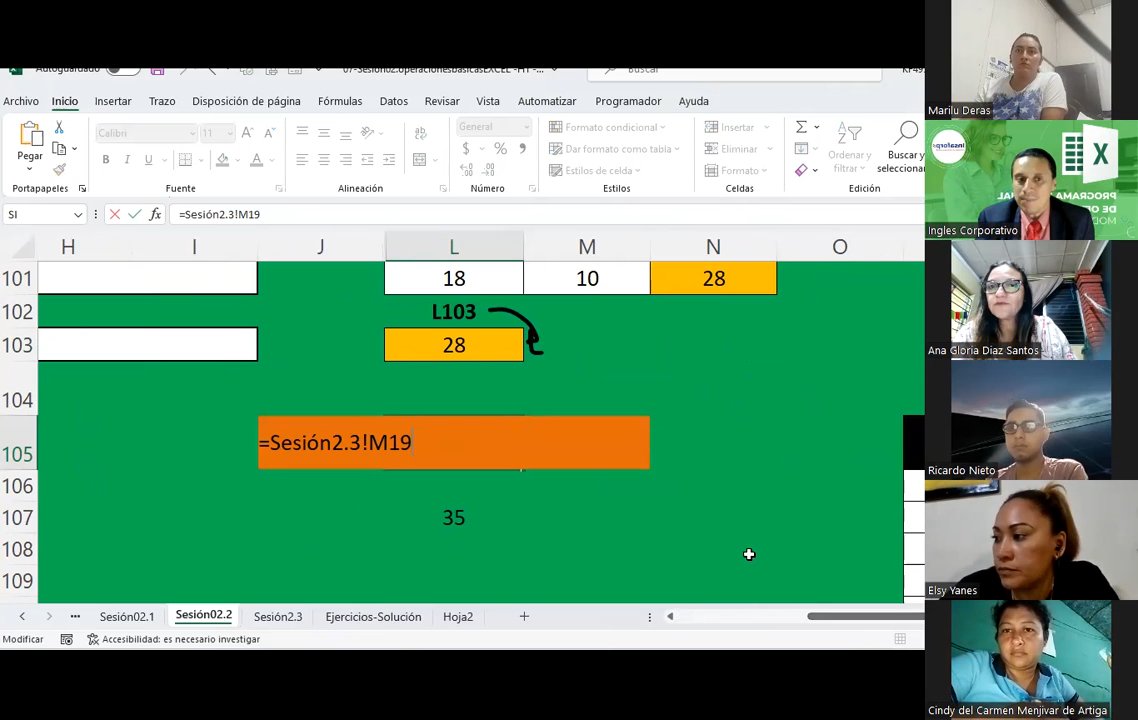 Autoguardado
07-Sesion02.operacionesbasicasEXCEL -HT -...
Buscar
Archivo Inicio Insertar Trazo Disposición de página Fórmulas Datos Revisar Vista Automatizar Programador Ayuda
Pegar
Calibri 11
General
Formato condicional
Dar formato como tabla
Estilos de celda
Insertar
Eliminar
Formato
Ordenar y
filtrar
Buscar y
seleccionar
Portapapeles Fuente Alineación Número Estilos Celdas Edición
SI =Sesión2.3!M19
H I J L M N O
101 18 10 28
102 L103
103 28
104
105 =Sesión2.3!M19
106
107 35
108
109
Sesión02.1 Sesión02.2 Sesión2.3 Ejercicios-Solución Hoja2
Modificar Accesibilidad: es necesario investigar
Marilu Deras
Ingles Corporativo
Ana Gloria Diaz Santos
Ricardo Nieto
Elsy Yanes
Cindy del Carmen Menjivar de Artiga